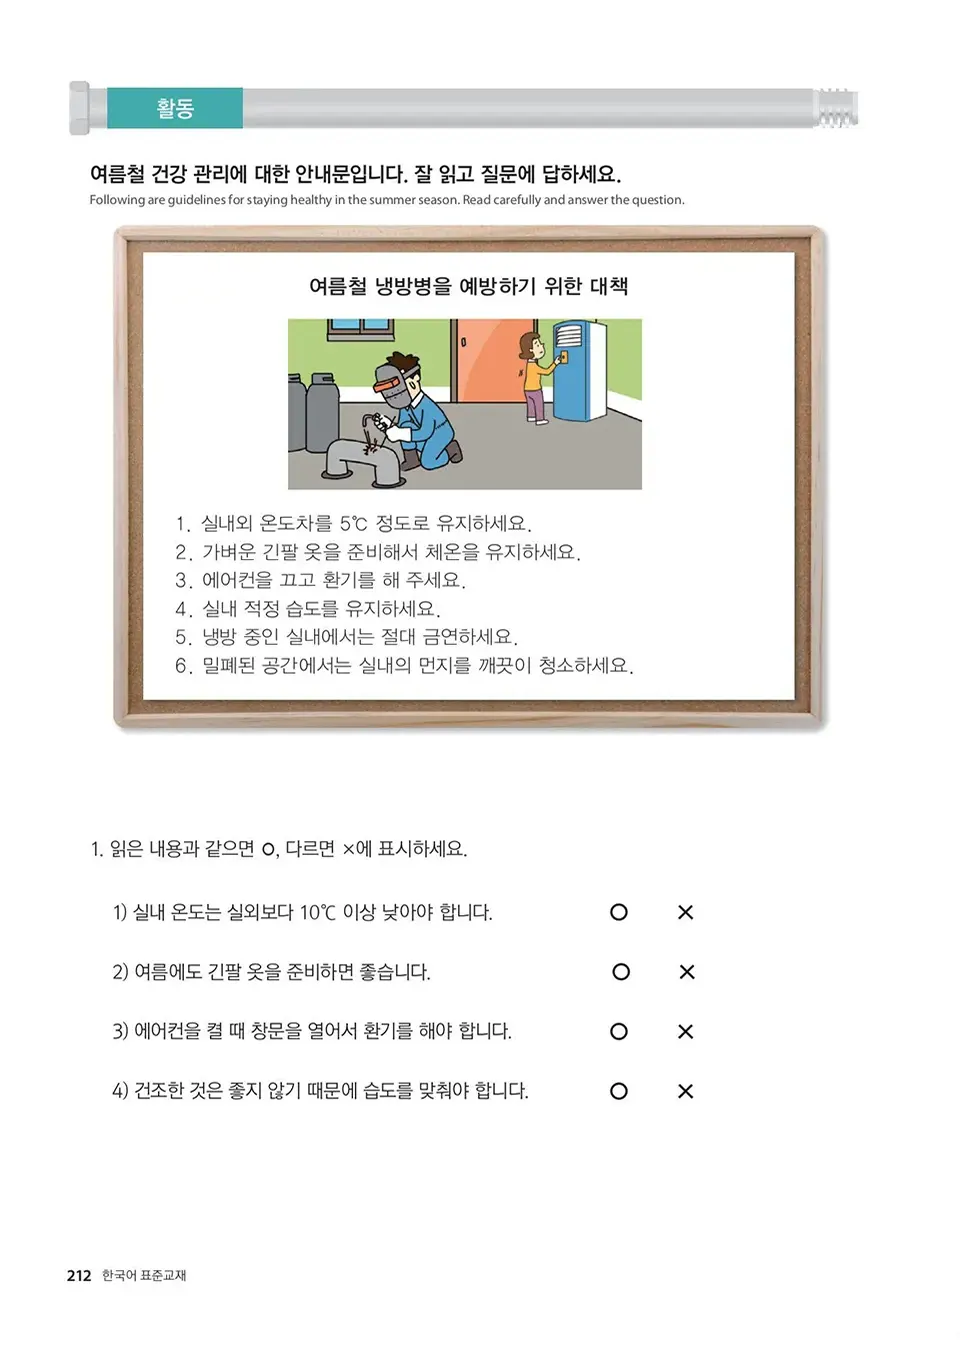 활동
여름철 건강 관리에 대한 안내문입니다. 잘 읽고 질문에 답하세요.
Following are guidelines for staying healthy in the summer season. Read carefully and answer the question.
여름철 냉방병을 예방하기 위한 대책
1. 실내외 온도차를 5℃ 정도로 유지하세요.
2. 가벼운 긴팔 옷을 준비해서 체온을 유지하세요.
3. 에어컨을 끄고 환기를 해 주세요.
4. 실내 적정 습도를 유지하세요.
5. 냉방 중인 실내에서는 절대 금연하세요.
6. 밀폐된 공간에서는 실내의 먼지를 깨끗이 청소하세요.
1. 읽은 내용과 같으면 O, 다르면 ×에 표시하세요.
1) 실내 온도는 실외보다 10℃ 이상 낮아야 합니다. O ×
2) 여름에도 긴팔 옷을 준비하면 좋습니다. O ×
3) 에어컨을 켤 때 창문을 열어서 환기를 해야 합니다. O ×
4) 건조한 것은 좋지 않기 때문에 습도를 맞춰야 합니다. O ×
212 한국어 표준교재